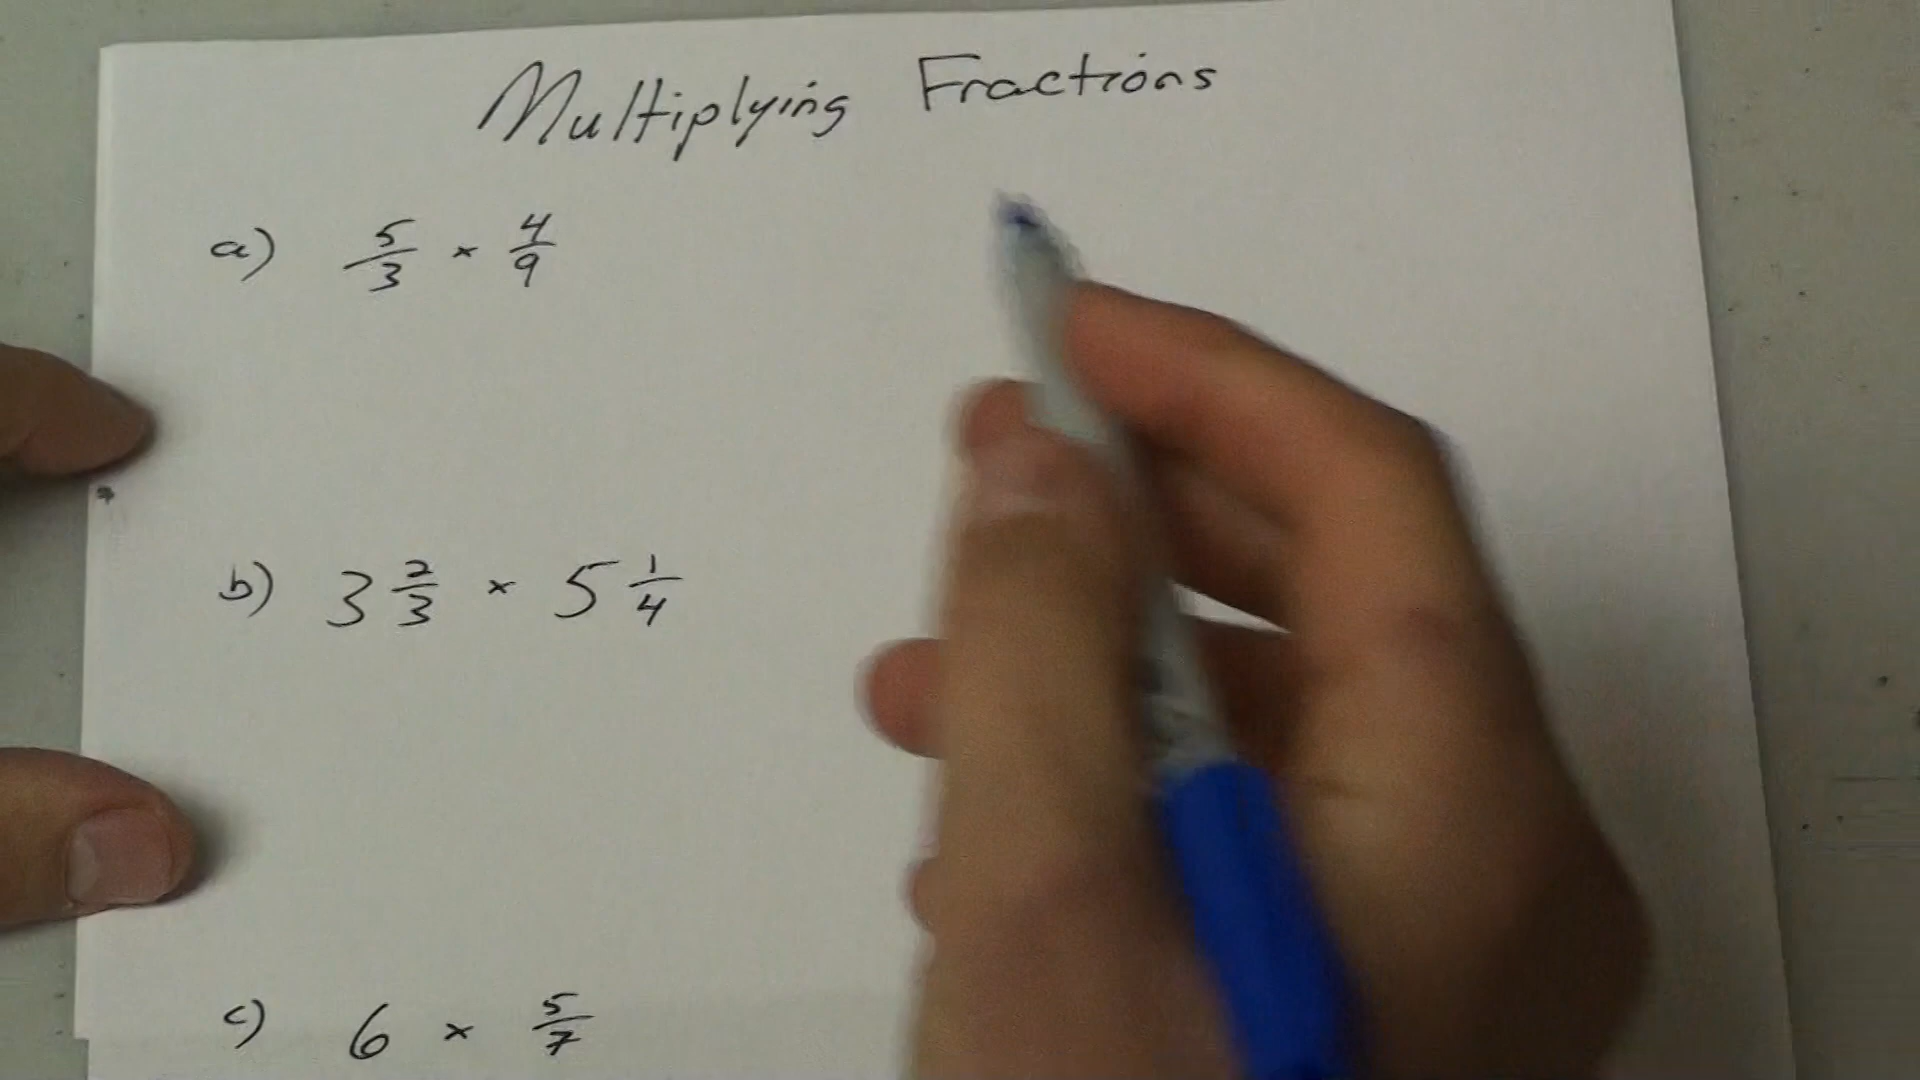 Multiplying Fractions
a) 5/3 × 4/9
b) 3 2/3 × 5 1/4
c) 6 × 5/7